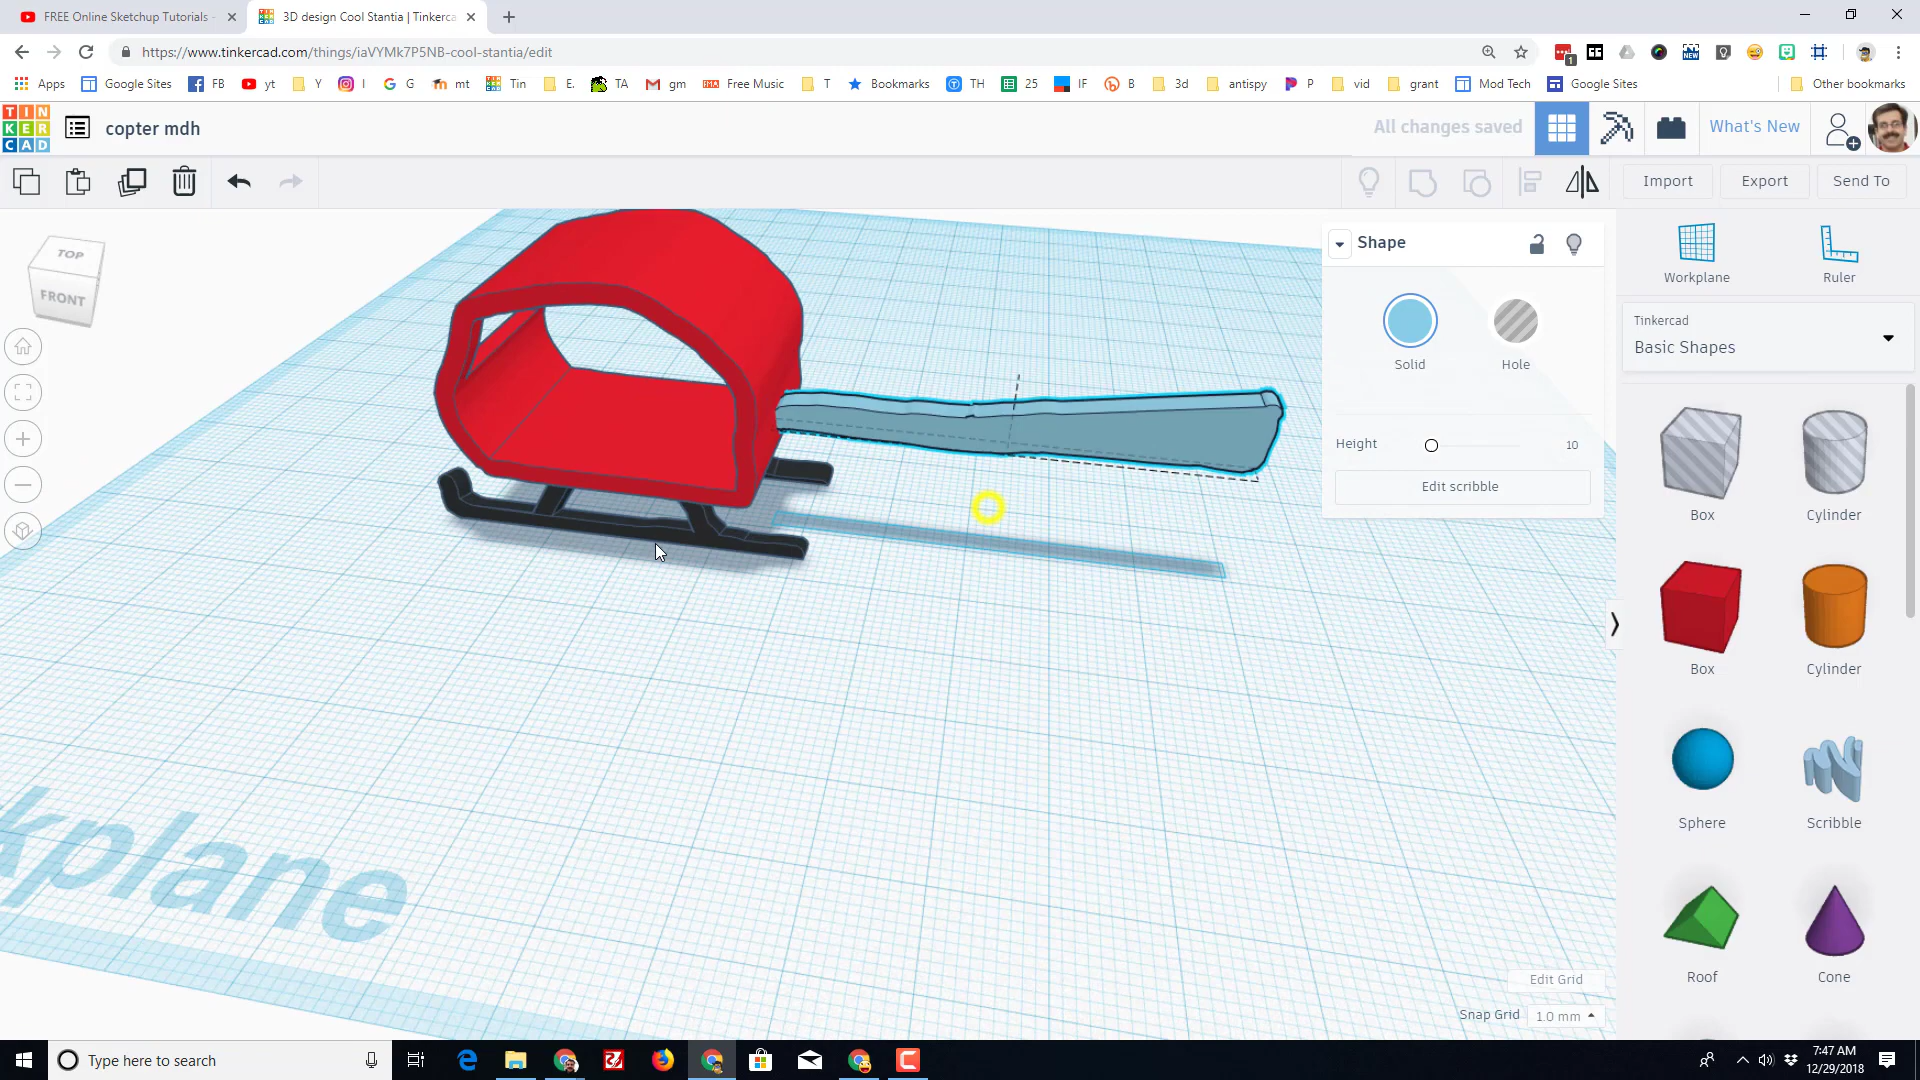 FREE Online Sketchup Tutorials -
3D design Cool Stantia | Tinkerca
https://www.tinkercad.com/things/iaVYMk7P5NB-cool-stantia/edit
1
Apps Google Sites FB yt Y I G mt Tin E. TA gm Free Music T Bookmarks TH 25 IF B 3d antispy P vid grant Mod Tech Google Sites Other bookmarks
TIN
KER
CAD
copter mdh
All changes saved
What's New
Import Export Send To
TOP
FRONT
Shape
Solid Hole
Height 10
Edit scribble
Workplane Ruler
Tinkercad
Basic Shapes
Box Cylinder
Box Cylinder
Sphere Scribble
Roof Cone
kplane
Edit Grid
Snap Grid 1.0 mm
Type here to search
7:47 AM
12/29/2018